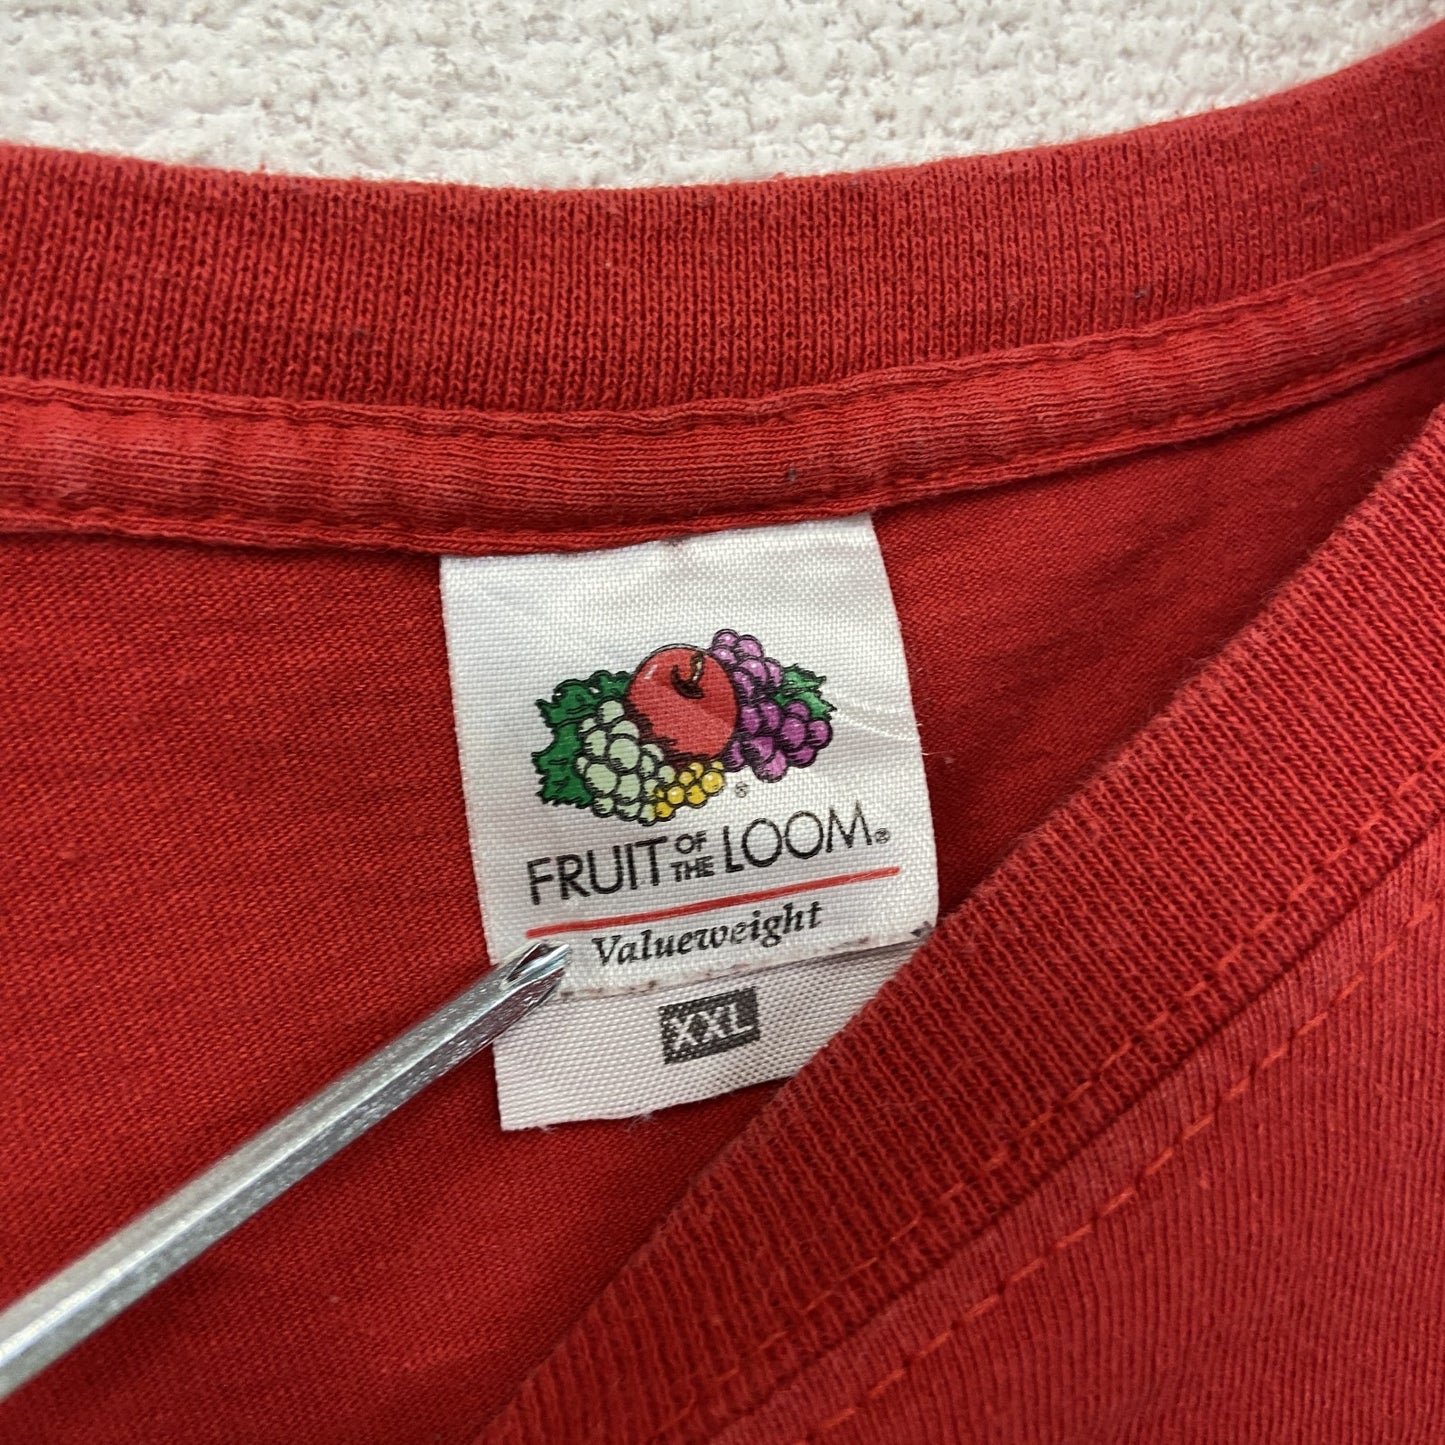 ®
FRUIT OF THE LOOM®
Valueweight
XXL